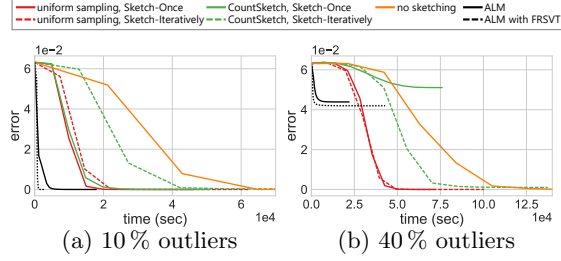 uniform sampling, Sketch-Once CountSketch, Sketch-Once no sketching ALM
uniform sampling, Sketch-Iteratively CountSketch, Sketch-Iteratively ALM with FRSVT
6 1e−2 6 1e−2
4 4
error error
2 2
0 0
0 2 4 6 0.0 2.5 5.0 7.5 10.0 12.5
time (sec) 1e4 time (sec) 1e4
(a) 10 % outliers (b) 40 % outliers